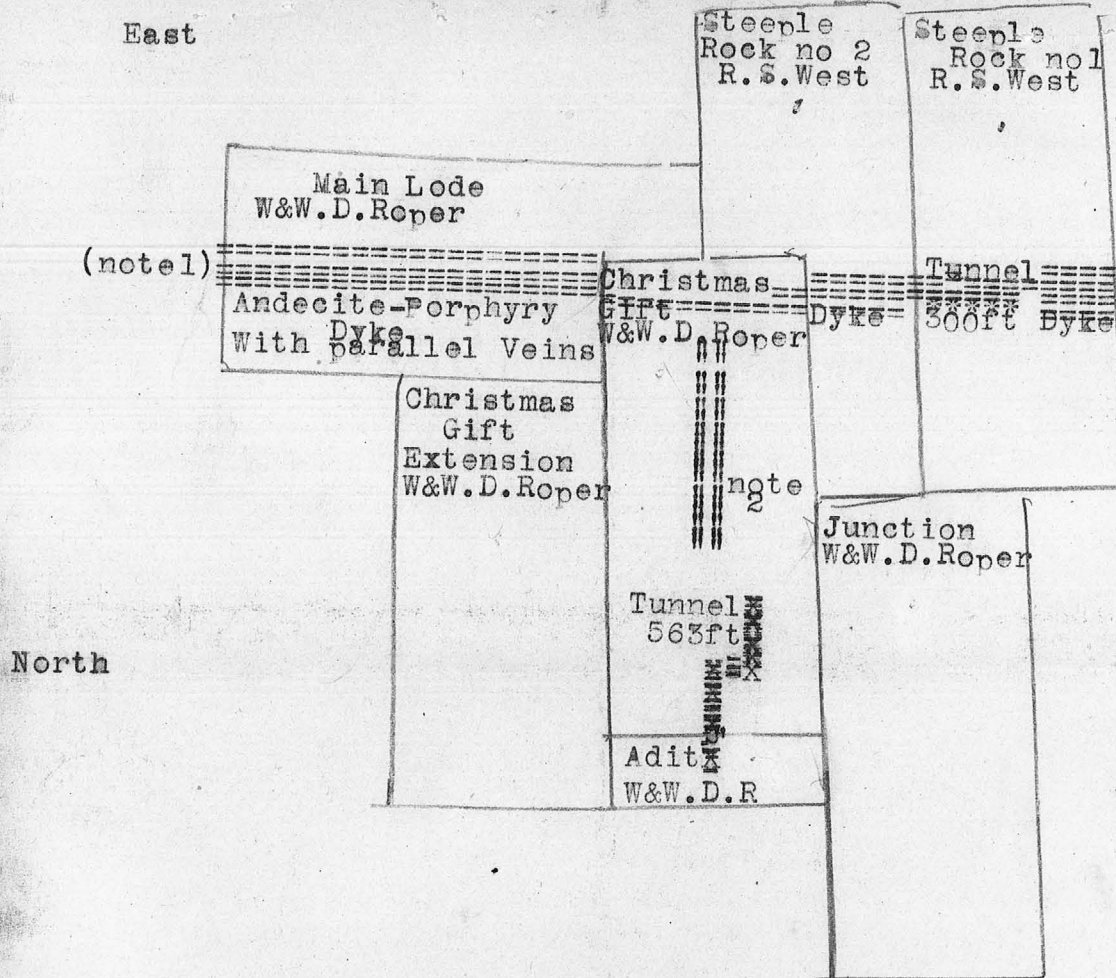 East
Steeple
Rock no 2
R.S.West
Steeple
Rock no1
R.S.West
Main Lode
W&W.D.Roper
(note1)
Andecite-Porphyry
Dyke
With parallel Veins
Christmas
Gift
W&W.D.Roper
Dyke
Tunnel
300ft Dyke
Christmas
Gift
Extension
W&W.D.Roper
note
2
Junction
W&W.D.Roper
Tunnel
563ft
North
Adit
W&W.D.R